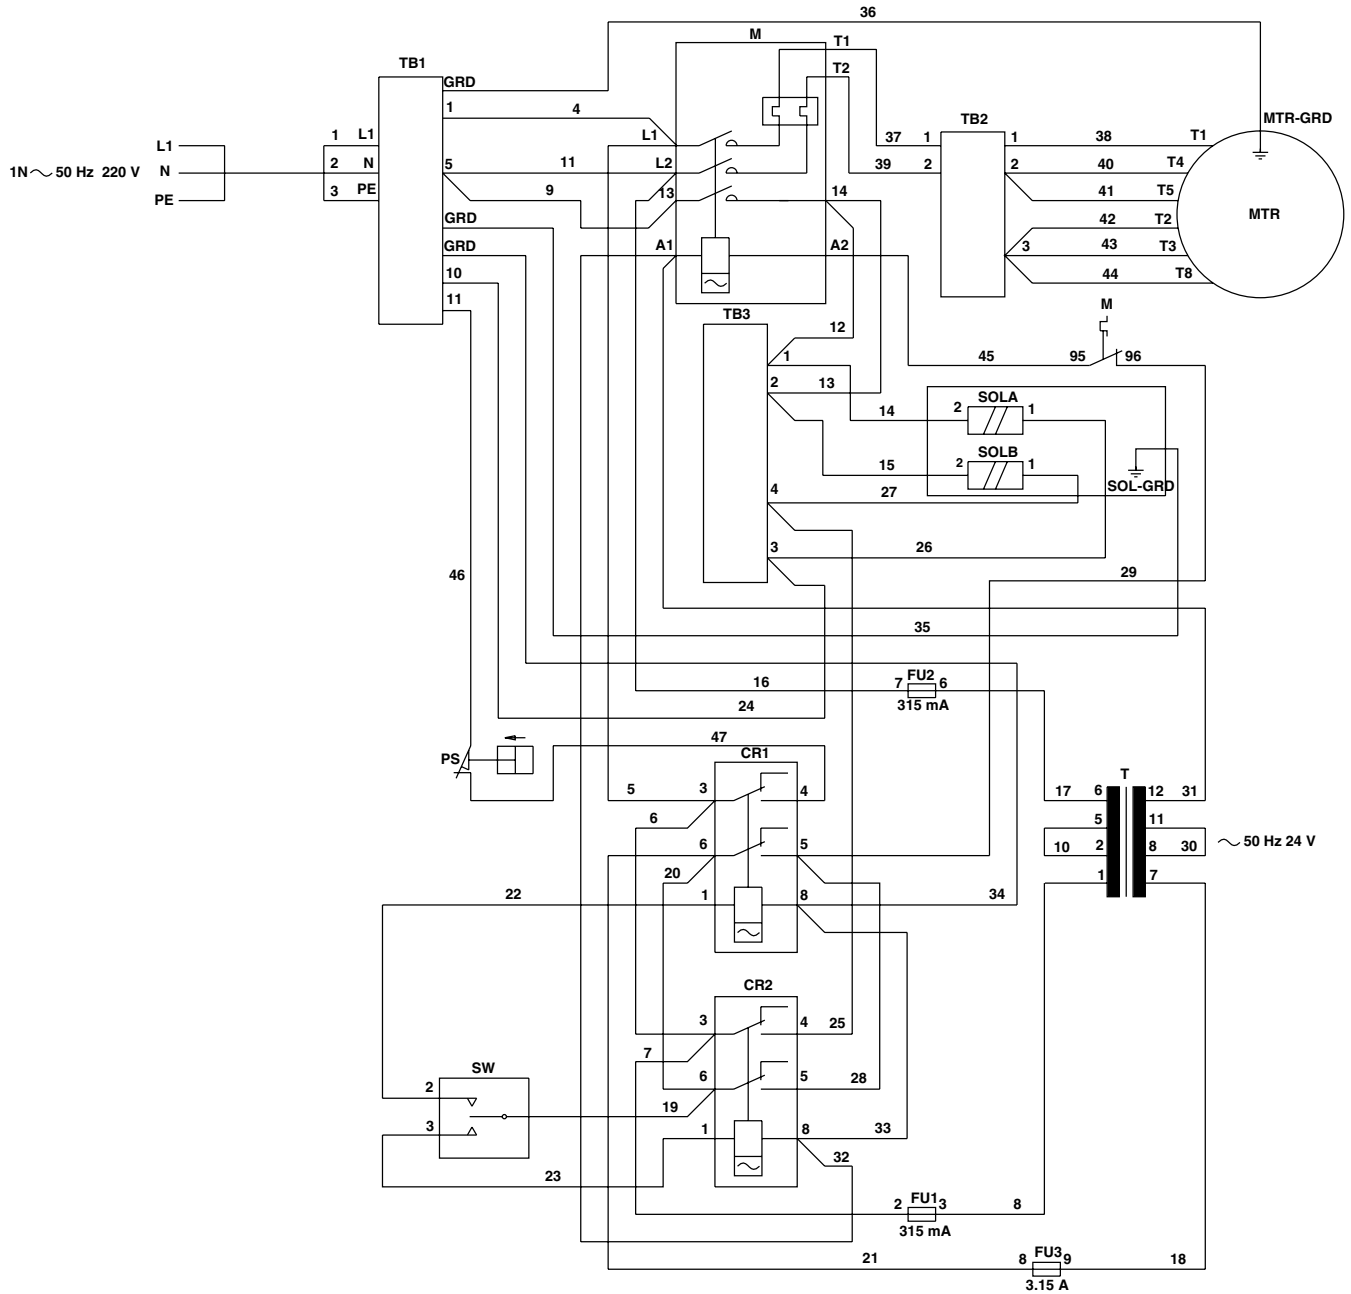 36
M
T1
TB1
T2
GRD
1
4
L1
MTR-GRD
TB2
L1
1
L1
37
1
1
38
T1
1N 50 Hz 220 V
N
2
N
5
11
L2
39
2
2
40
T4
PE
3
PE
9
13
14
41
T5
MTR
GRD
42
T2
GRD
A1
A2
3
43
T3
10
44
T8
11
M
TB3
12
1
45
95
96
2
13
SOLA
14
2
1
SOLB
15
2
1
4
27
SOL-GRD
3
26
46
29
35
FU2
16
7
6
315 mA
24
47
PS
CR1
T
5
3
4
17
6
12
31
6
5
11
6
5
10
2
8
30
50 Hz 24 V
20
1
7
22
1
8
34
CR2
3
4
25
7
SW
6
5
28
2
19
3
1
8
33
32
23
FU1
2
3
8
315 mA
21
FU3
8
9
18
3.15 A